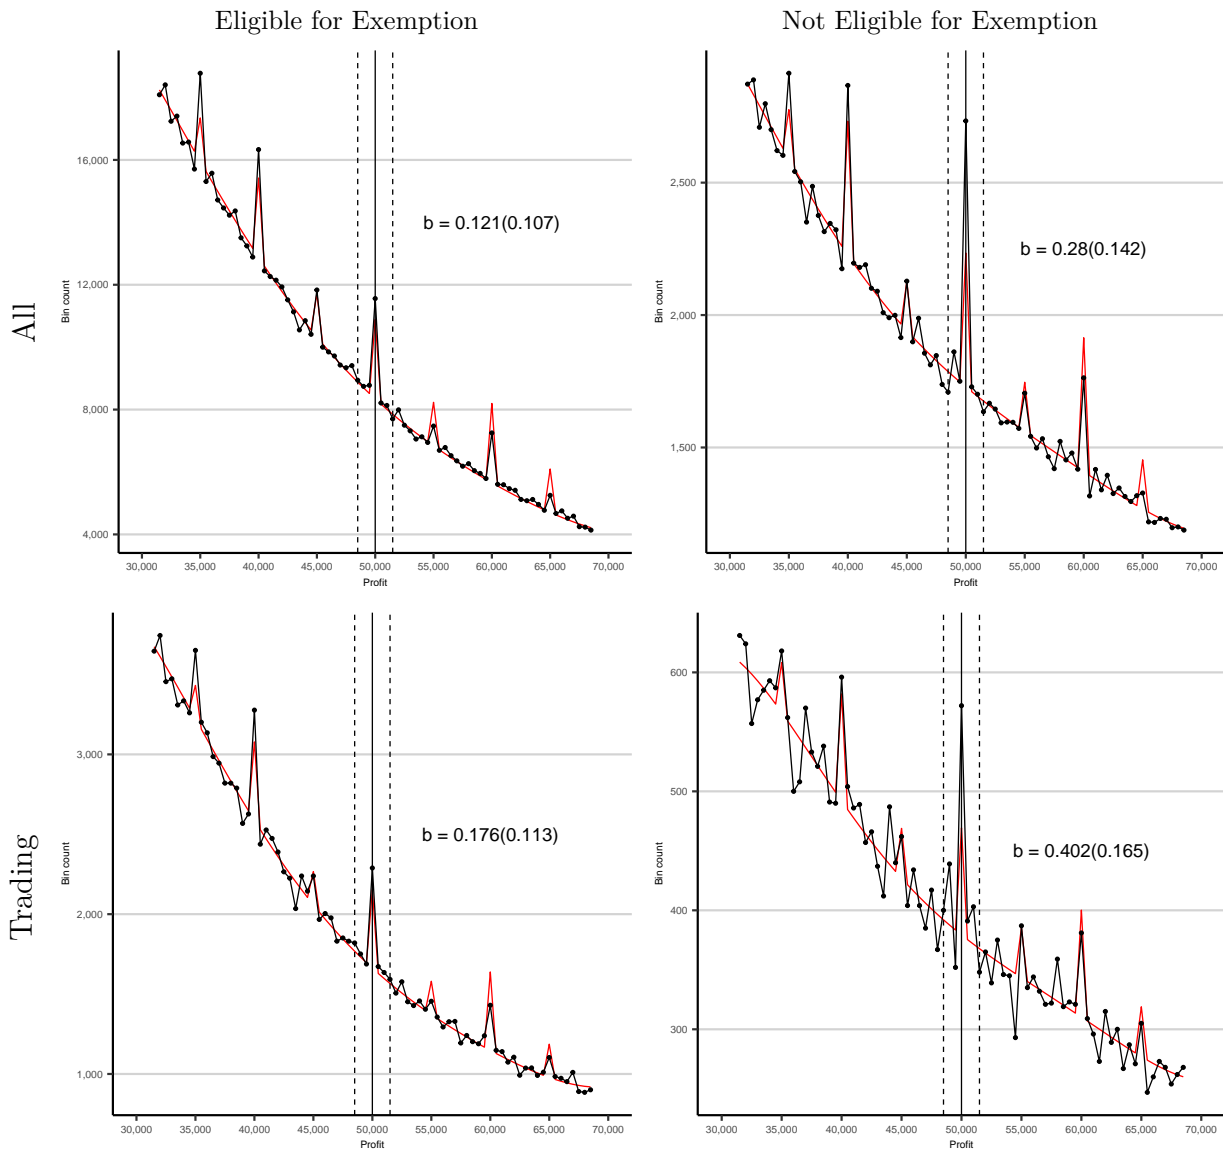 Eligible for Exemption
Not Eligible for Exemption
All
Bin count
16,000
12,000
8,000
4,000
b = 0.121(0.107)
30,000 35,000 40,000 45,000 50,000 55,000 60,000 65,000 70,000
Profit
Bin count
2,500
2,000
1,500
b = 0.28(0.142)
30,000 35,000 40,000 45,000 50,000 55,000 60,000 65,000 70,000
Profit
Trading
Bin count
3,000
2,000
1,000
b = 0.176(0.113)
30,000 35,000 40,000 45,000 50,000 55,000 60,000 65,000 70,000
Profit
Bin count
600
500
400
300
b = 0.402(0.165)
30,000 35,000 40,000 45,000 50,000 55,000 60,000 65,000 70,000
Profit